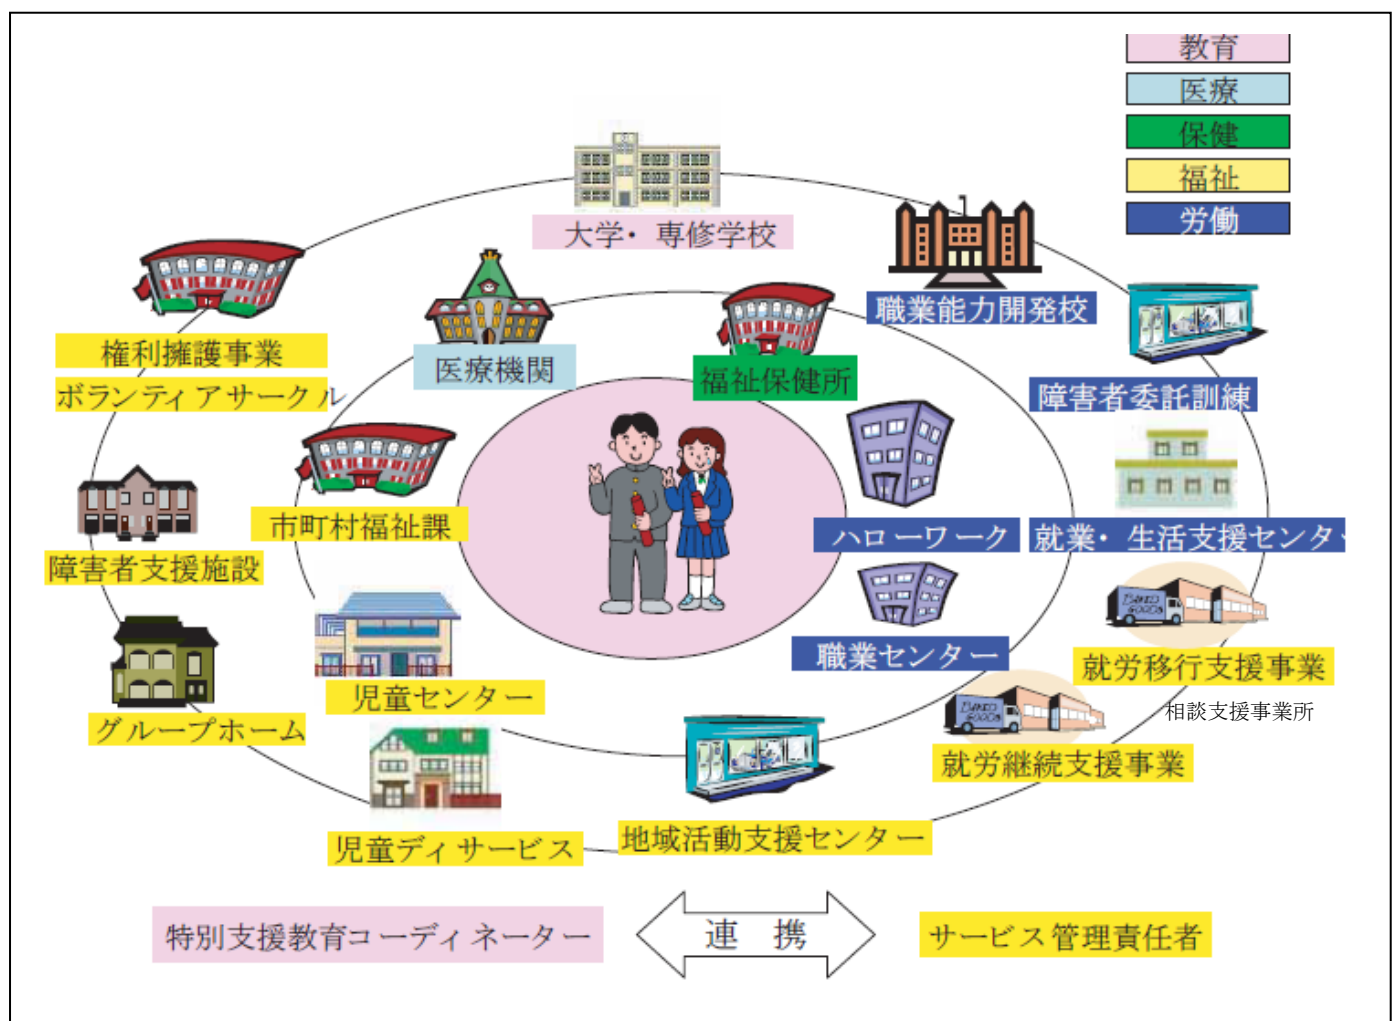 教育
医療
保健
福祉
労働
大学・専修学校
職業能力開発校
権利擁護事業
ボランティアサークル
医療機関
福祉保健所
障害者委託訓練
市町村福祉課
ハローワーク
就業・生活支援センター
障害者支援施設
職業センター
就労移行支援事業
相談支援事業所
児童センター
グループホーム
就労継続支援事業
児童ディサービス
地域活動支援センター
特別支援教育コーディネーター
連携
サービス管理責任者